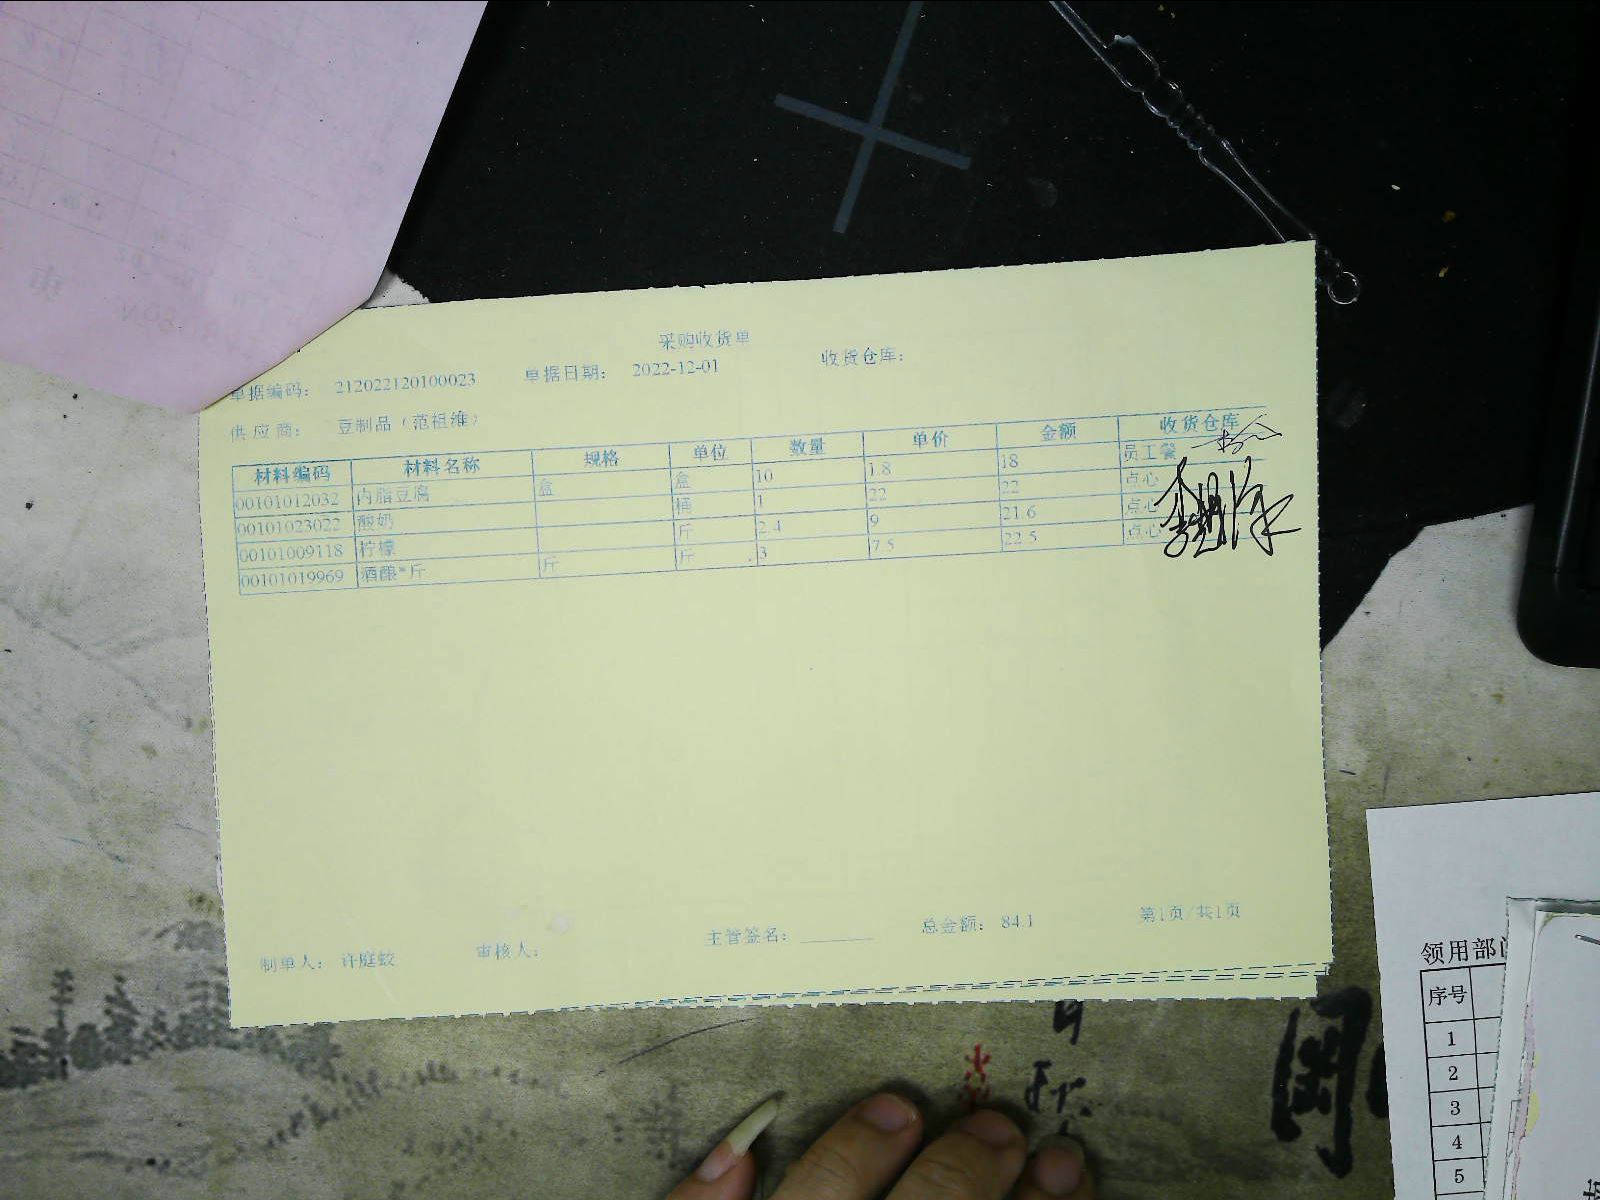 采购收货单
单据编码： 212022120100023 单据日期： 2022-12-01 收货仓库：
供应商： 豆制品（范祖维）
材料编码 材料名称 规格 单位 数量 单价 金额 收货仓库
00101012032 内脂豆腐 盒 盒 10 1.8 18 员工餐
00101023022 酸奶 桶 1 22 22 点心
00101009118 柠檬 斤 2.4 9 21.6 点心
00101019969 酒酿*斤 斤 斤 3 7.5 22.5 点心
制单人： 许庭蛟 审核人： 主管签名： 总金额： 84.1 第1页/共1页
领用部
序号
1
2
3
4
5